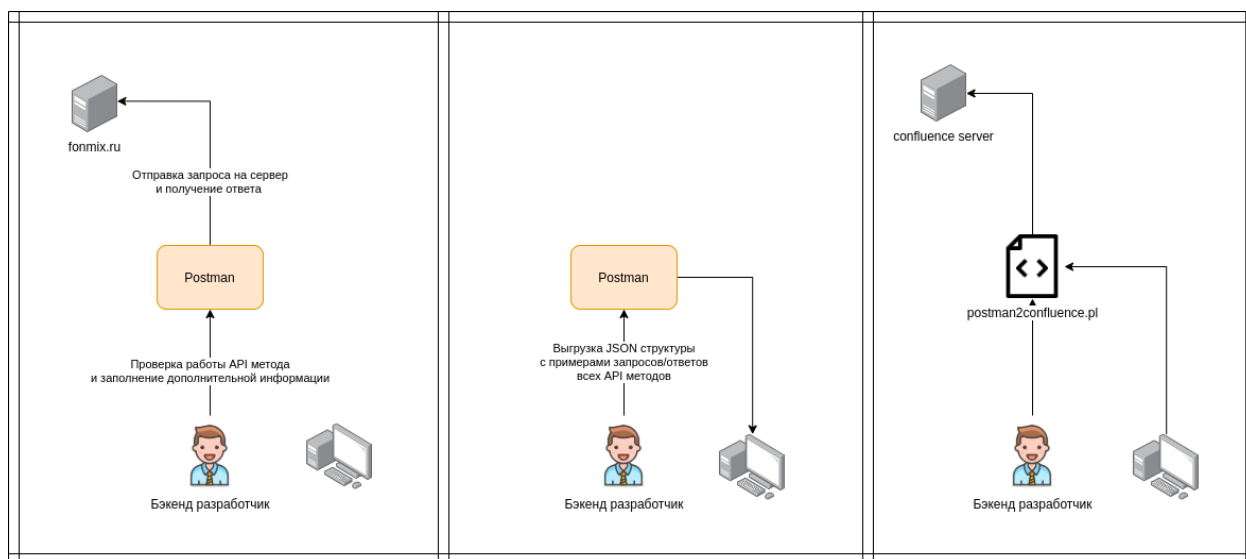 fonmix.ru
Отправка запроса на сервер
и получение ответа
Postman
Проверка работы API метода
и заполнение дополнительной информации
Бэкенд разработчик
Postman
Выгрузка JSON структуры
с примерами запросов/ответов
всех API методов
Бэкенд разработчик
confluence server
postman2confluence.pl
Бэкенд разработчик